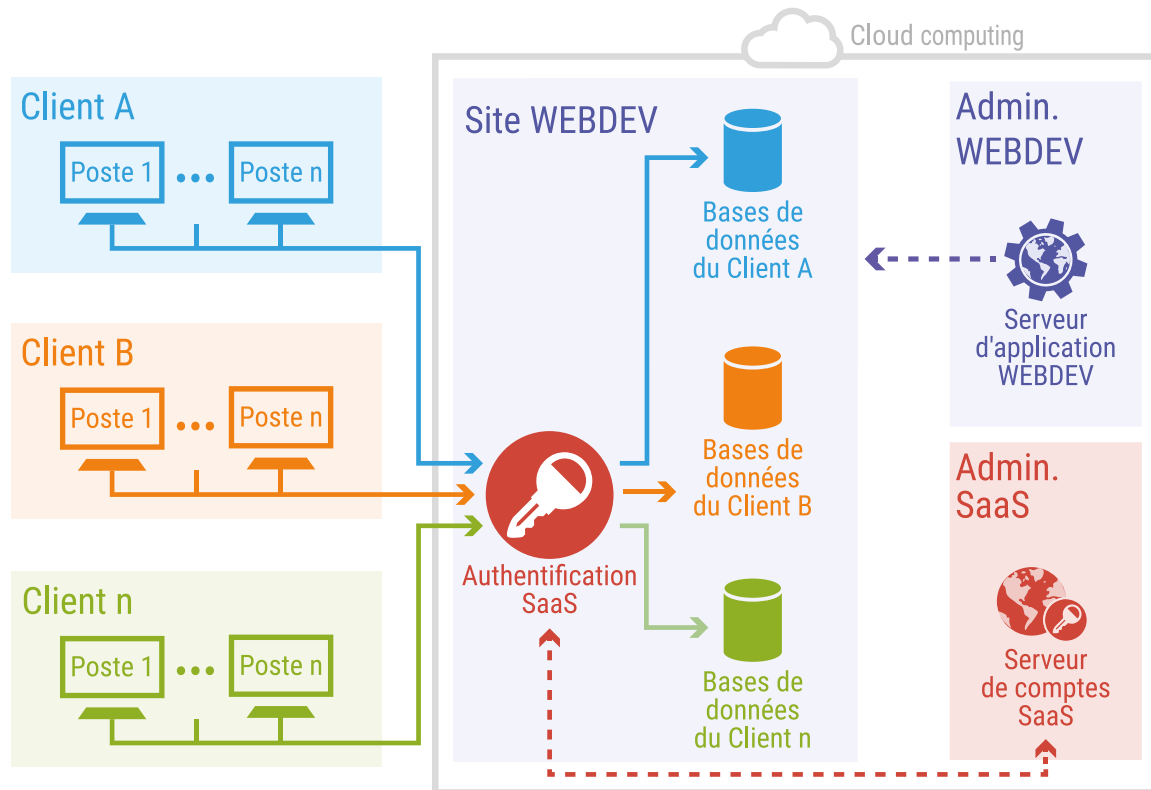 Cloud computing
Client A
Poste 1
Poste n
Client B
Poste 1
Poste n
Client n
Poste 1
Poste n
Site WEBDEV
Authentification
SaaS
Bases de
données
du Client A
Bases de
données
du Client B
Bases de
données
du Client n
Admin.
WEBDEV
Serveur
d'application
WEBDEV
Admin.
SaaS
Serveur
de comptes
SaaS